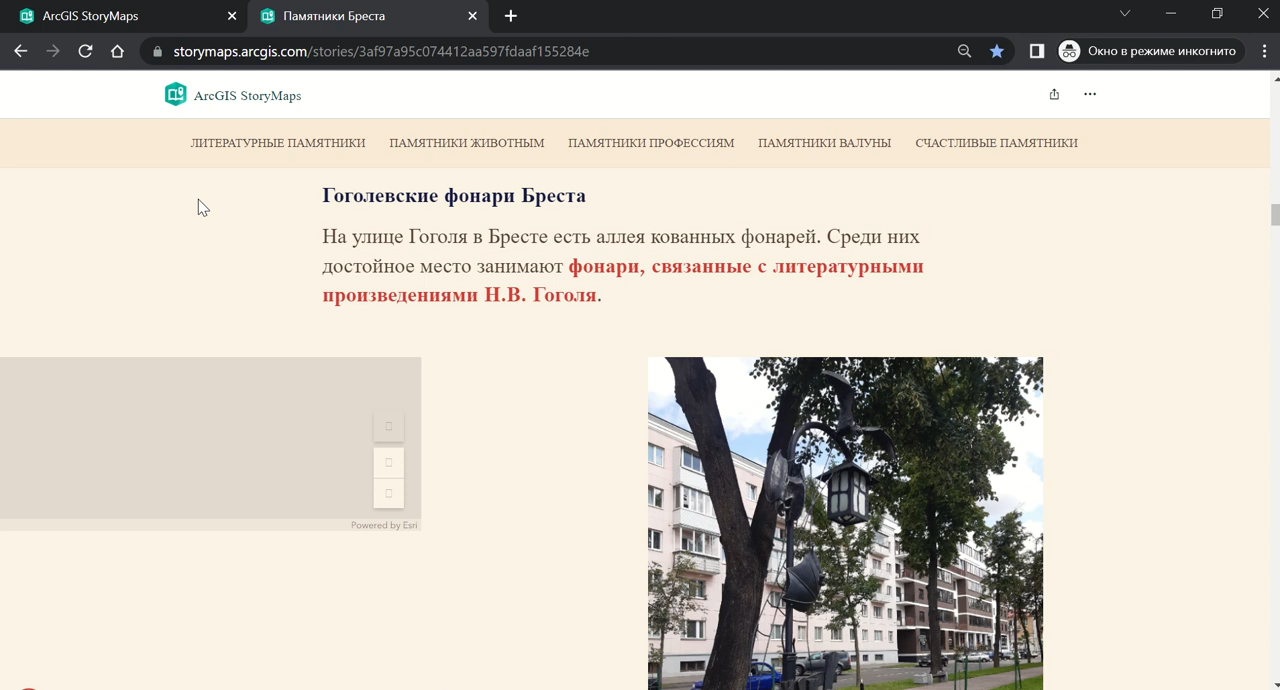 ArcGIS StoryMaps
Памятники Бреста
storymaps.arcgis.com/stories/3af97a95c074412aa597fdaaf155284e
Окно в режиме инкогнито
ArcGIS StoryMaps
ЛИТЕРАТУРНЫЕ ПАМЯТНИКИ ПАМЯТНИКИ ЖИВОТНЫМ ПАМЯТНИКИ ПРОФЕССИЯМ ПАМЯТНИКИ ВАЛУНЫ СЧАСТЛИВЫЕ ПАМЯТНИКИ
Гоголевские фонари Бреста
На улице Гоголя в Бресте есть аллея кованных фонарей. Среди них
достойное место занимают фонари, связанные с литературными
произведениями Н.В. Гоголя.
Powered by Esri